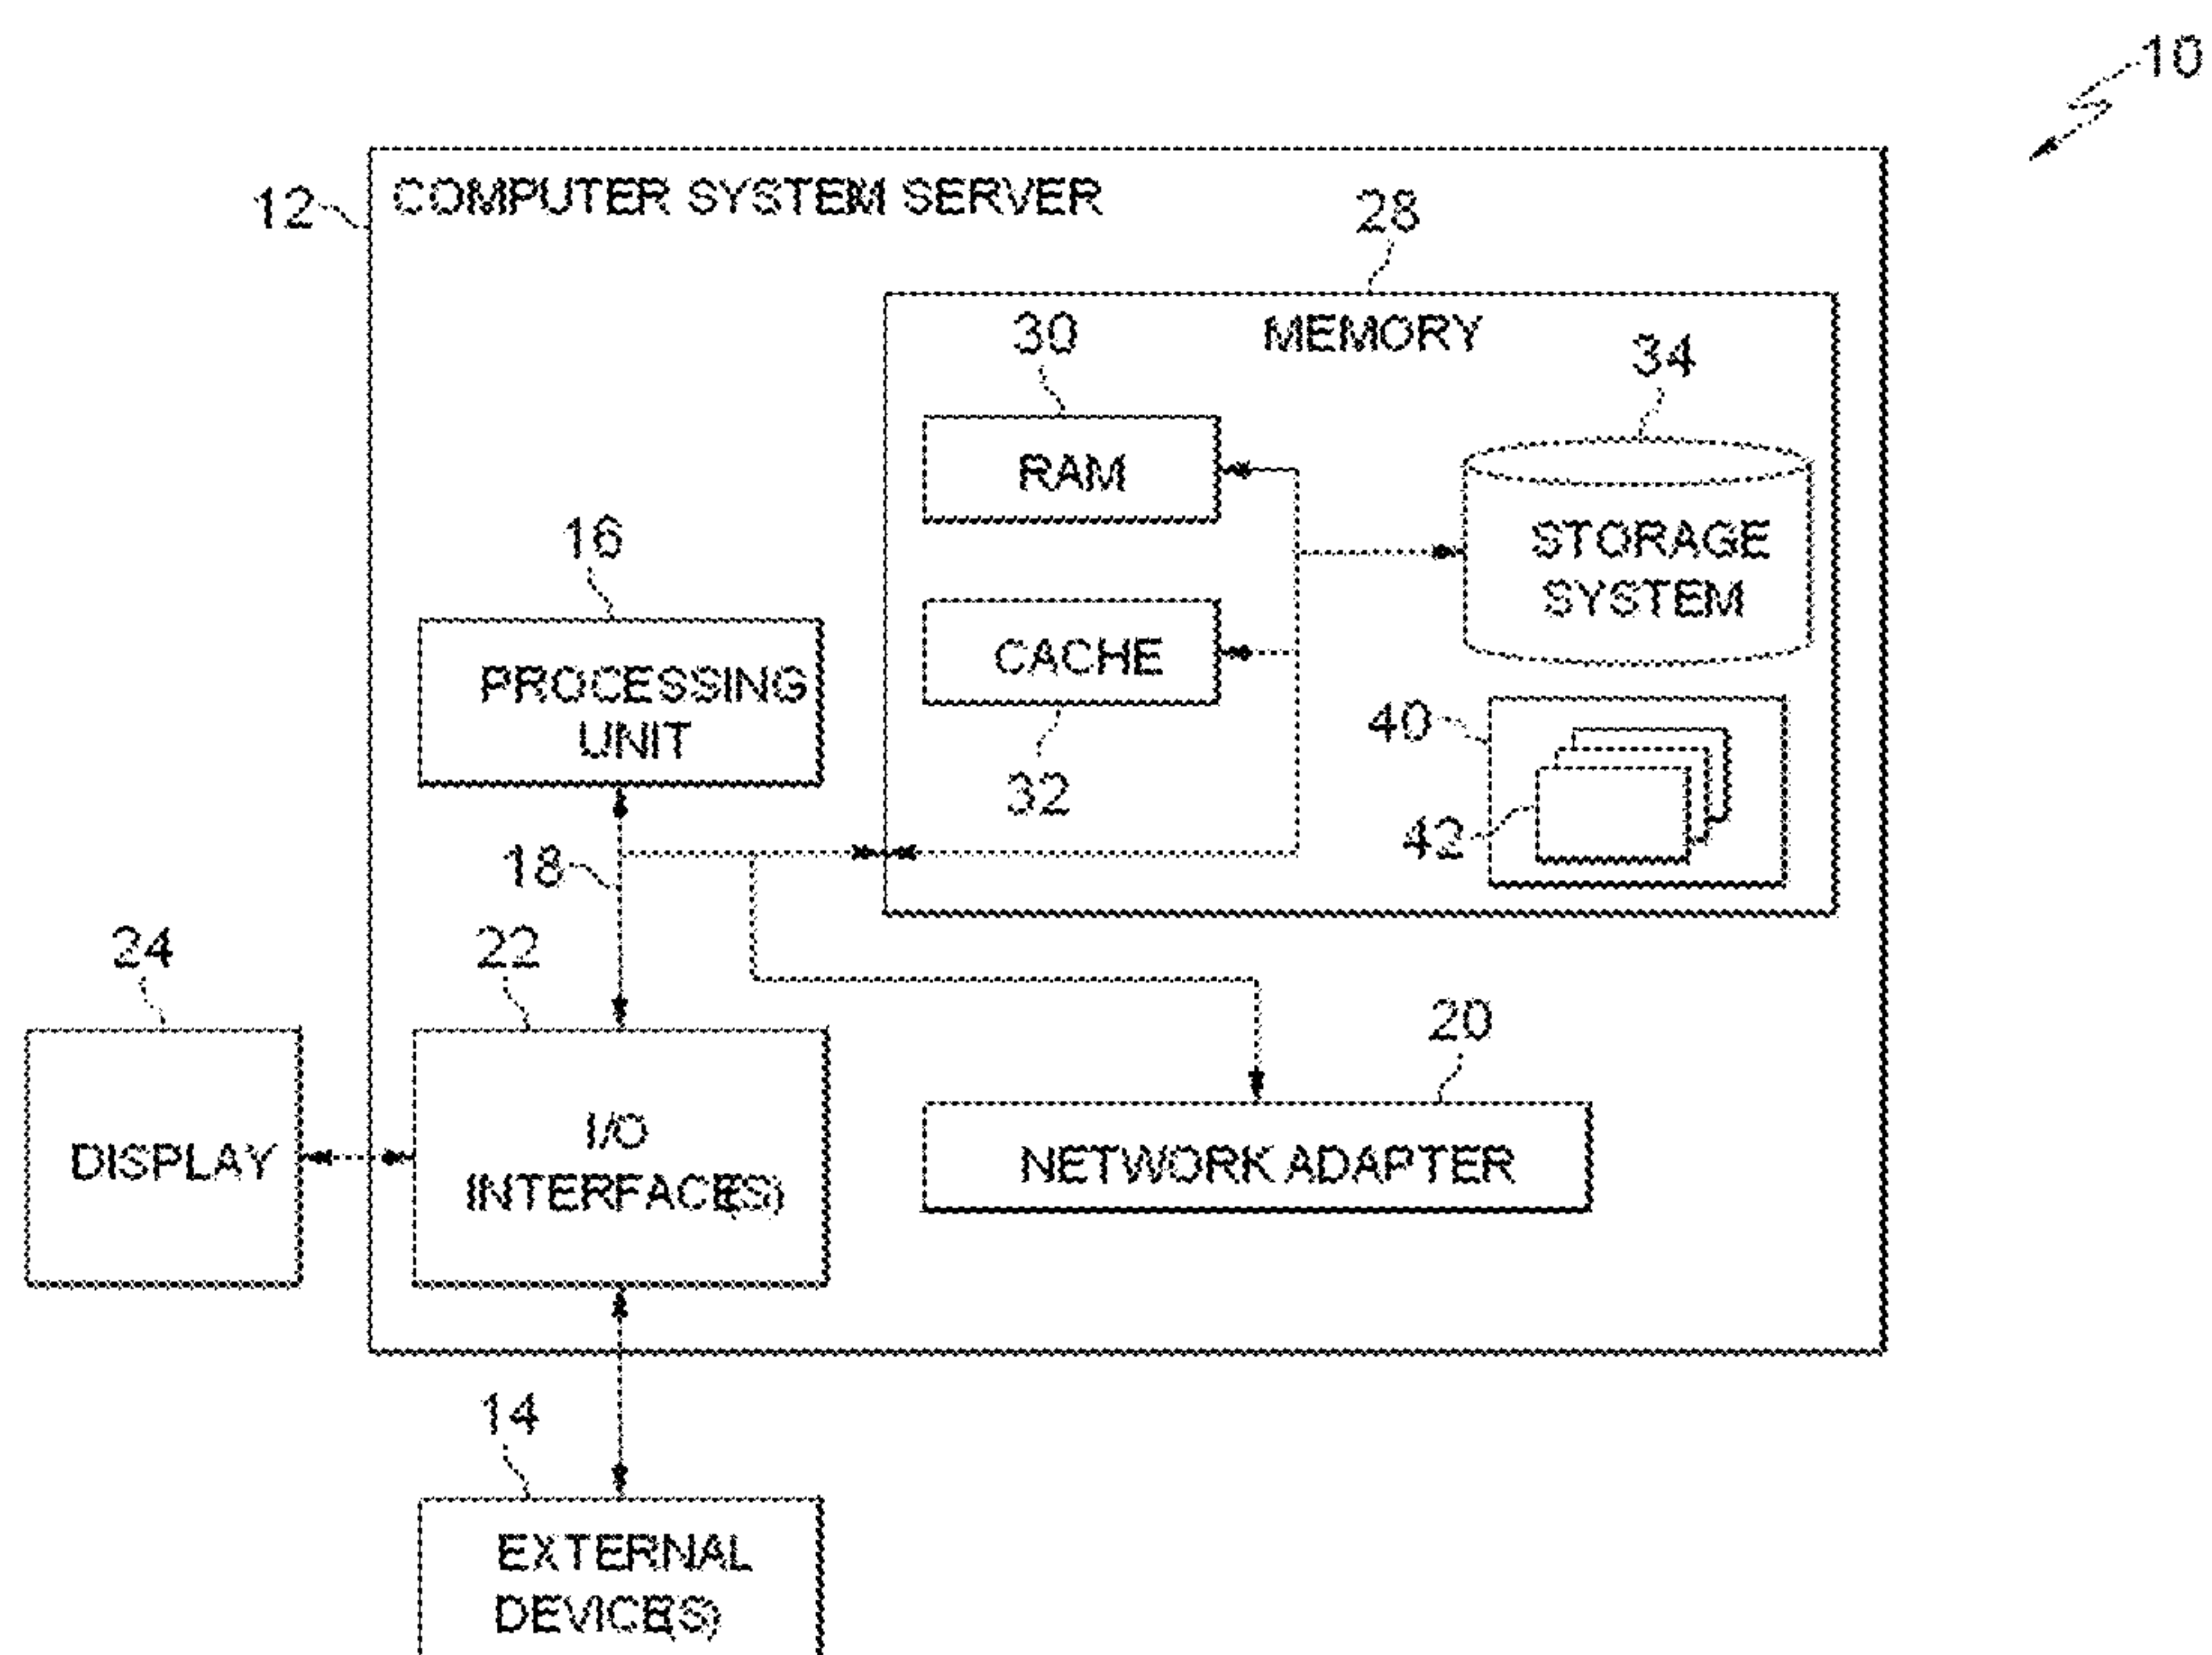 10
12
COMPUTER SYSTEM SERVER
28
MEMORY
30
34
RAM
STORAGE
SYSTEM
16
CACHE
PROCESSING
UNIT
40
32
42
18
24
22
20
DISPLAY
I/O
INTERFACE(S)
NETWORK ADAPTER
14
EXTERNAL
DEVICE(S)